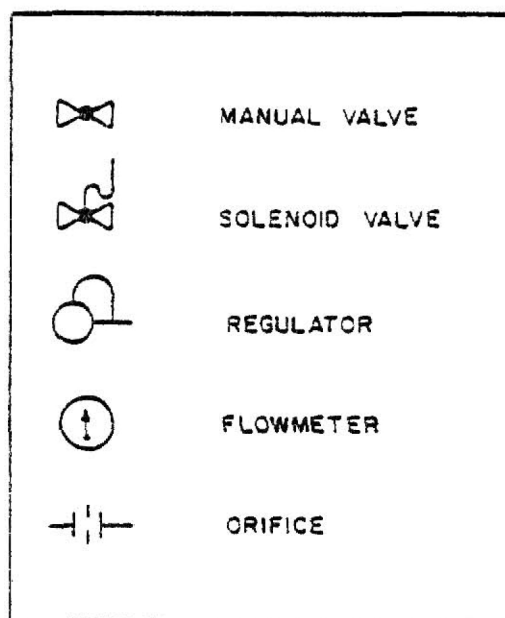 MANUAL VALVE
SOLENOID VALVE
REGULATOR
FLOWMETER
ORIFICE